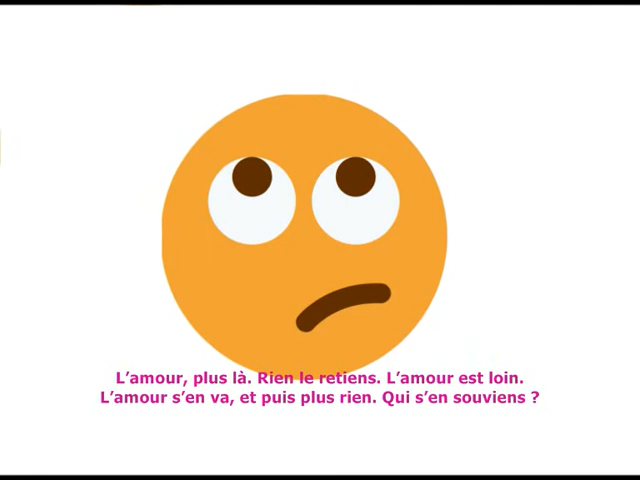 L’amour, plus là. Rien le retiens. L’amour est loin.
L’amour s’en va, et puis plus rien. Qui s’en souviens ?